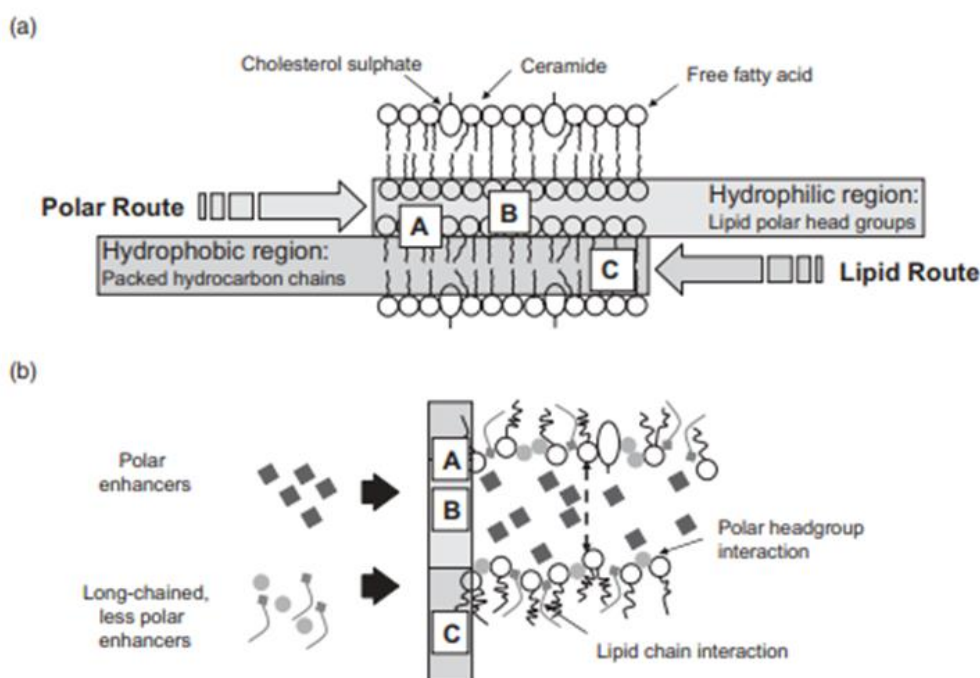 (a)
Cholesterol sulphate
Ceramide
Free fatty acid
Polar Route
A
B
Hydrophilic region:
Lipid polar head groups
Hydrophobic region:
Packed hydrocarbon chains
C
Lipid Route
(b)
Polar
enhancers
A
B
Polar headgroup
interaction
Long-chained,
less polar
enhancers
C
Lipid chain interaction